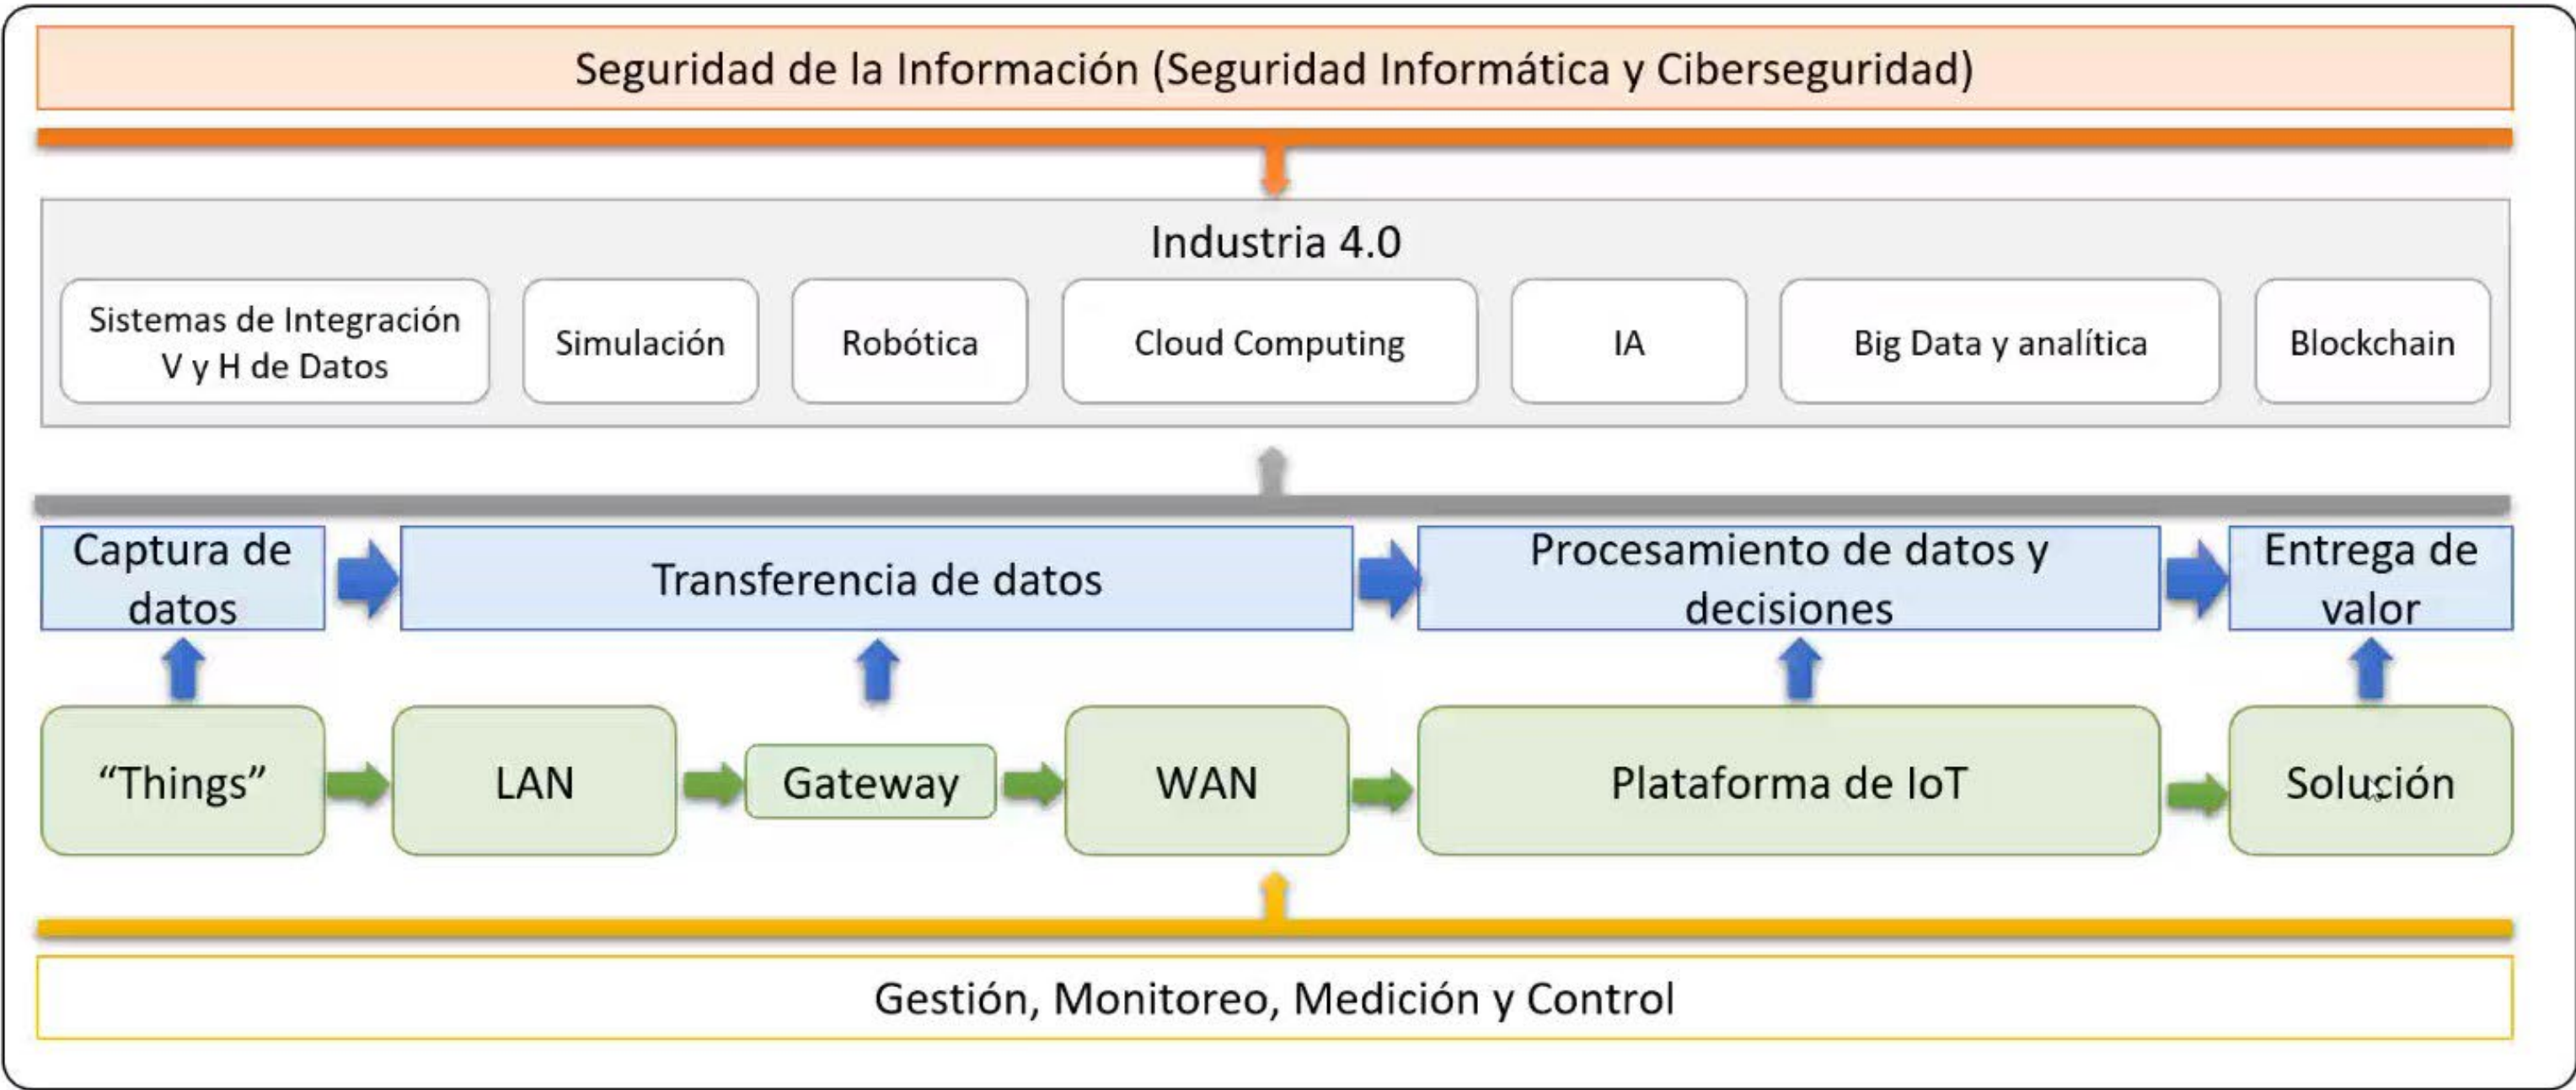 Seguridad de la Información (Seguridad Informática y Ciberseguridad)
Industria 4.0
Sistemas de Integración
V y H de Datos
Simulación
Robótica
Cloud Computing
IA
Big Data y analítica
Blockchain
Captura de
datos
Transferencia de datos
Procesamiento de datos y
decisiones
Entrega de
valor
“Things”
LAN
Gateway
WAN
Plataforma de IoT
Solución
Gestión, Monitoreo, Medición y Control